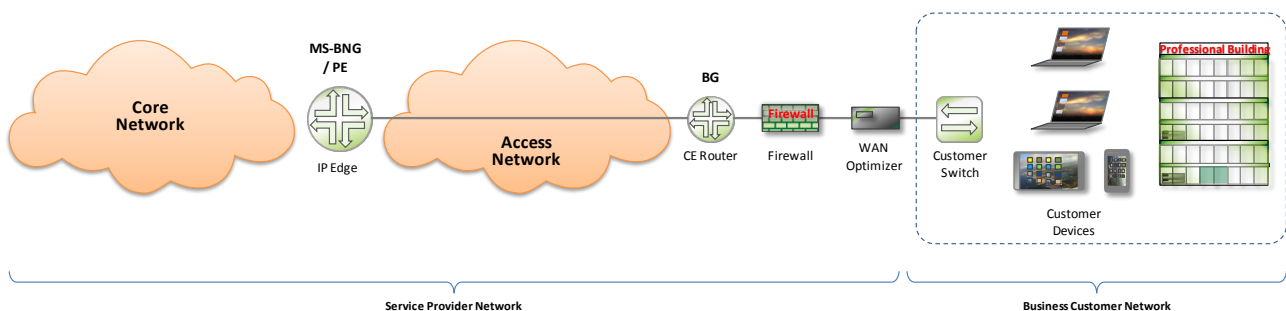 MS-BNG
/ PE
Core
Network
IP Edge
Access
Network
BG
CE Router
Firewall
Firewall
WAN
Optimizer
Customer
Switch
Customer
Devices
Professional Building
Service Provider Network
Business Customer Network